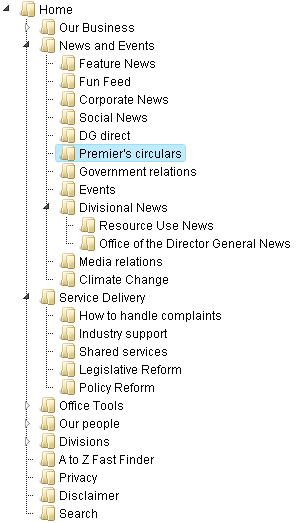 Home
Our Business
News and Events
Feature News
Fun Feed
Corporate News
Social News
DG direct
Premier's circulars
Government relations
Events
Divisional News
Resource Use News
Office of the Director General News
Media relations
Climate Change
Service Delivery
How to handle complaints
Industry support
Shared services
Legislative Reform
Policy Reform
Office Tools
Our people
Divisions
A to Z Fast Finder
Privacy
Disclaimer
Search